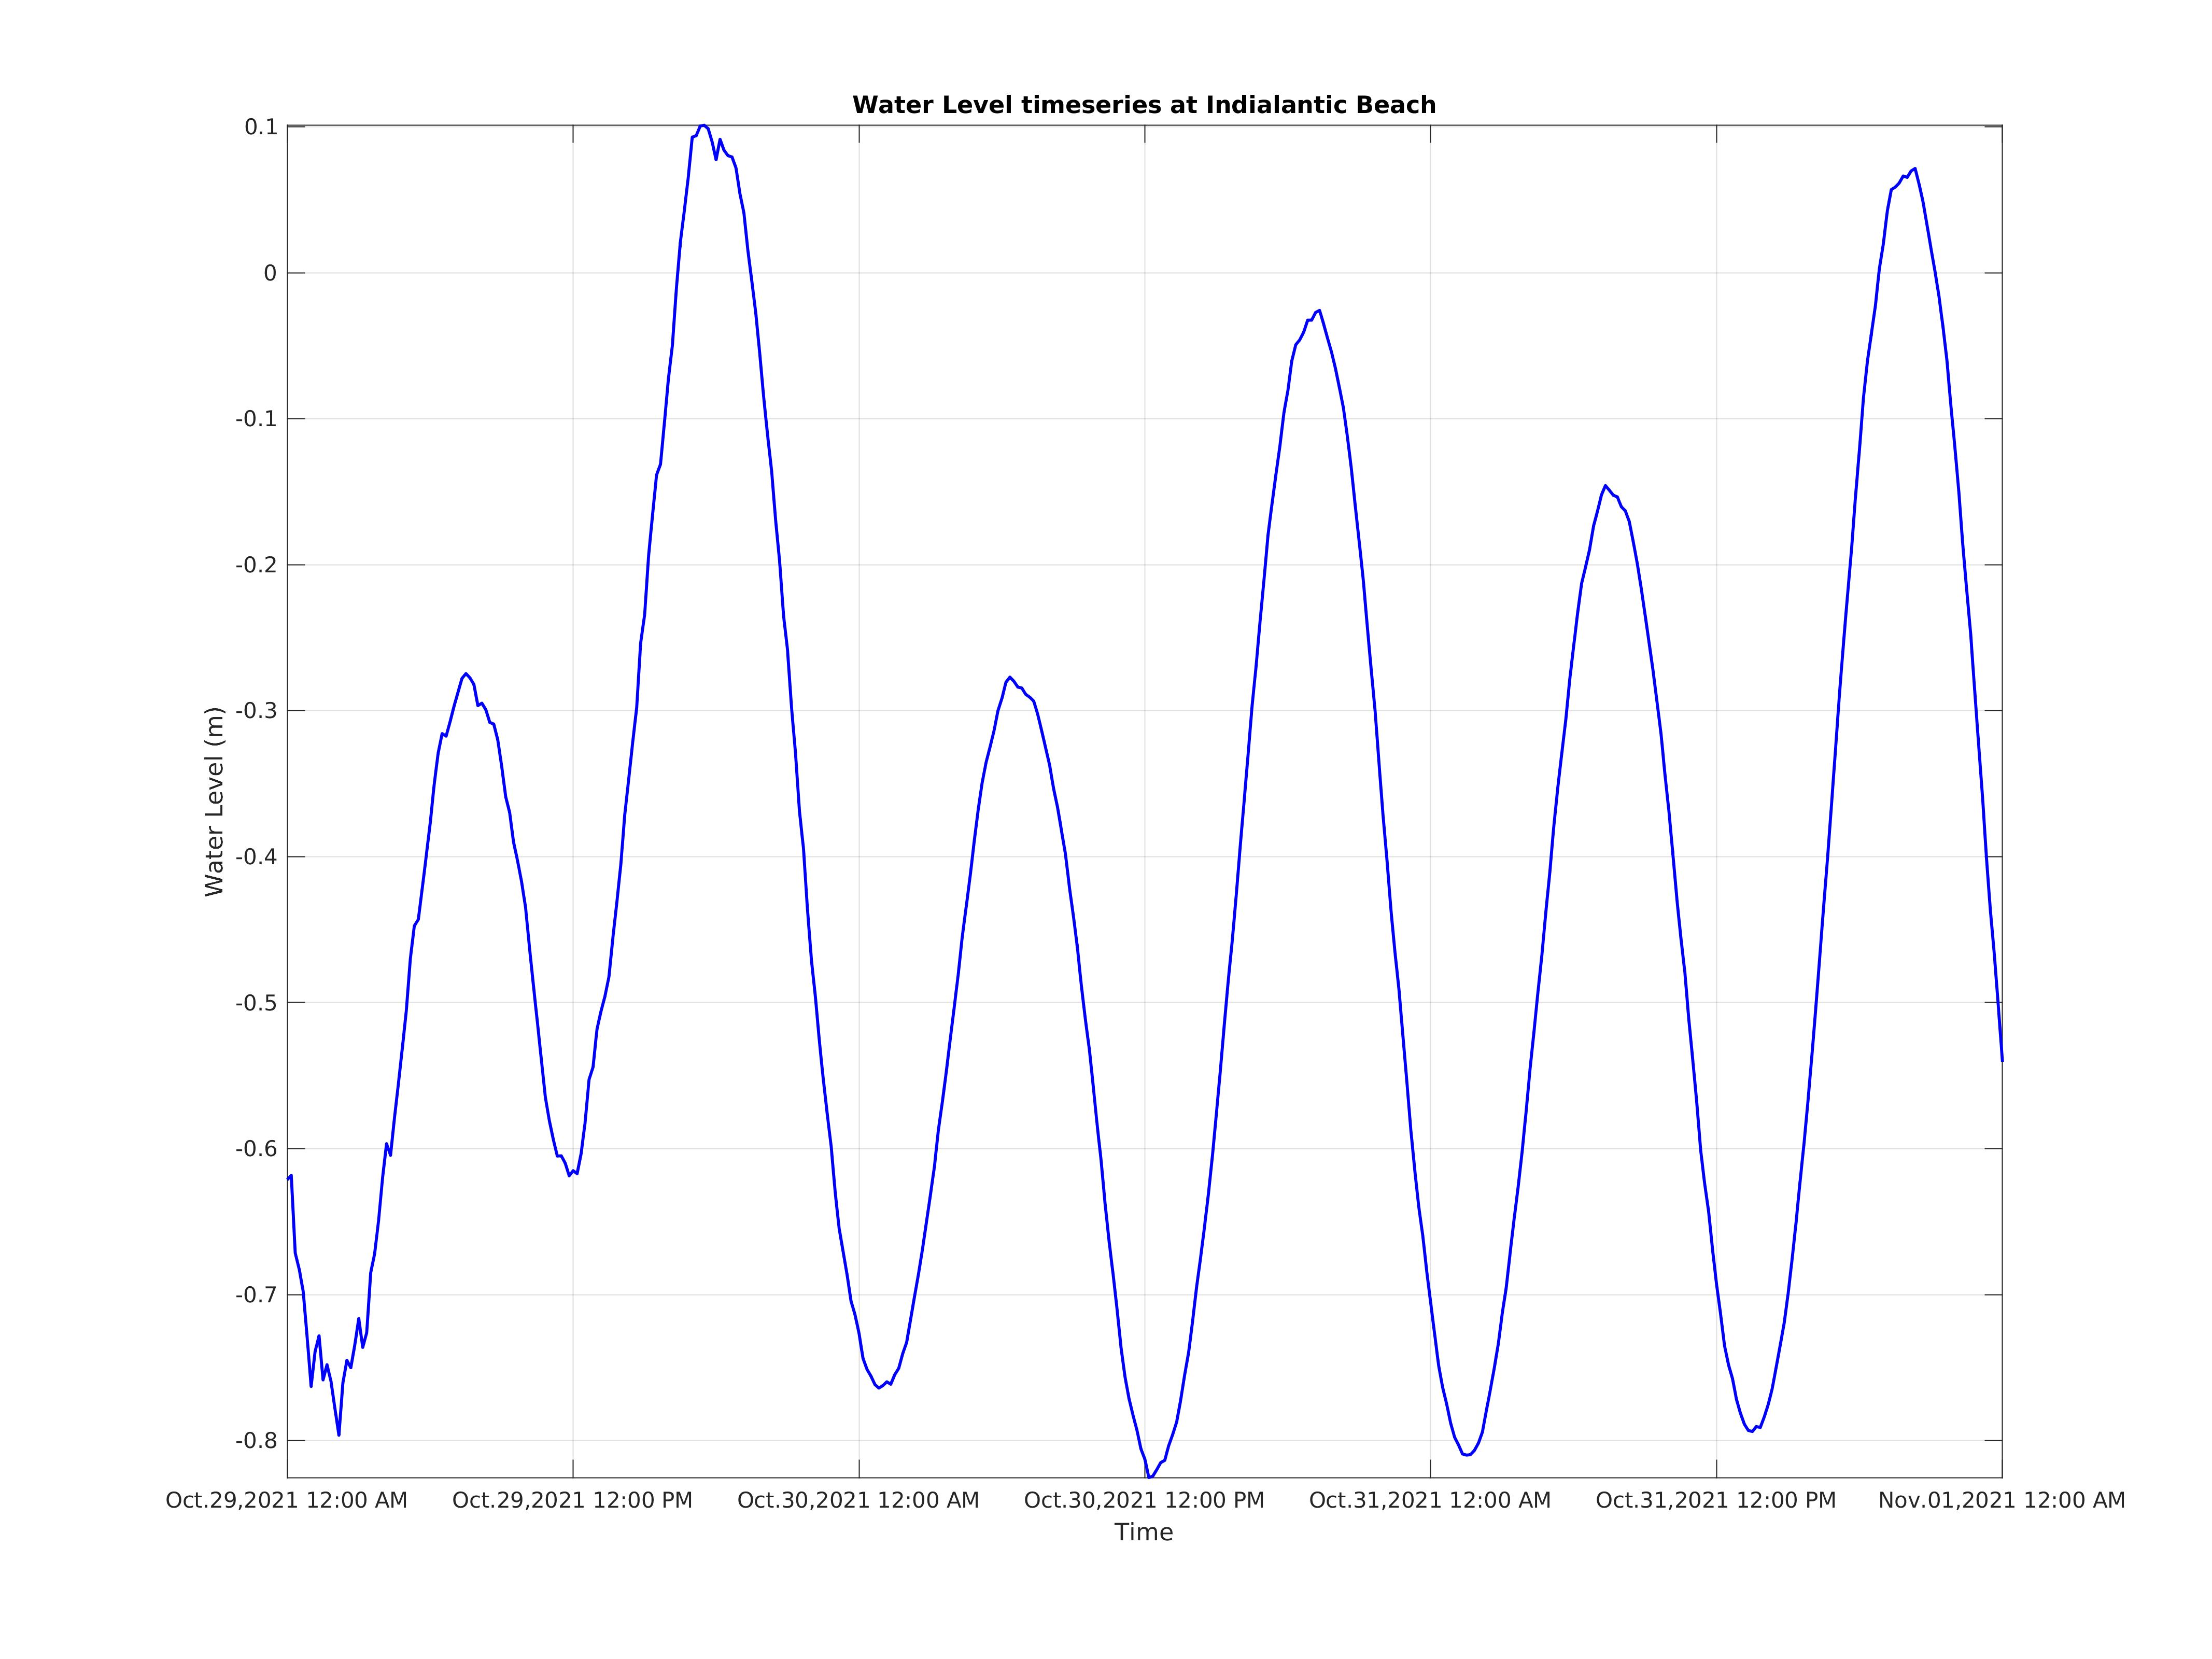 Water Level timeseries at Indialantic Beach
0.1
0
-0.1
-0.2
-0.3
-0.4
-0.5
-0.6
-0.7
-0.8
Water Level (m)
Oct.29,2021 12:00 AM
Oct.29,2021 12:00 PM
Oct.30,2021 12:00 AM
Oct.30,2021 12:00 PM
Oct.31,2021 12:00 AM
Oct.31,2021 12:00 PM
Nov.01,2021 12:00 AM
Time